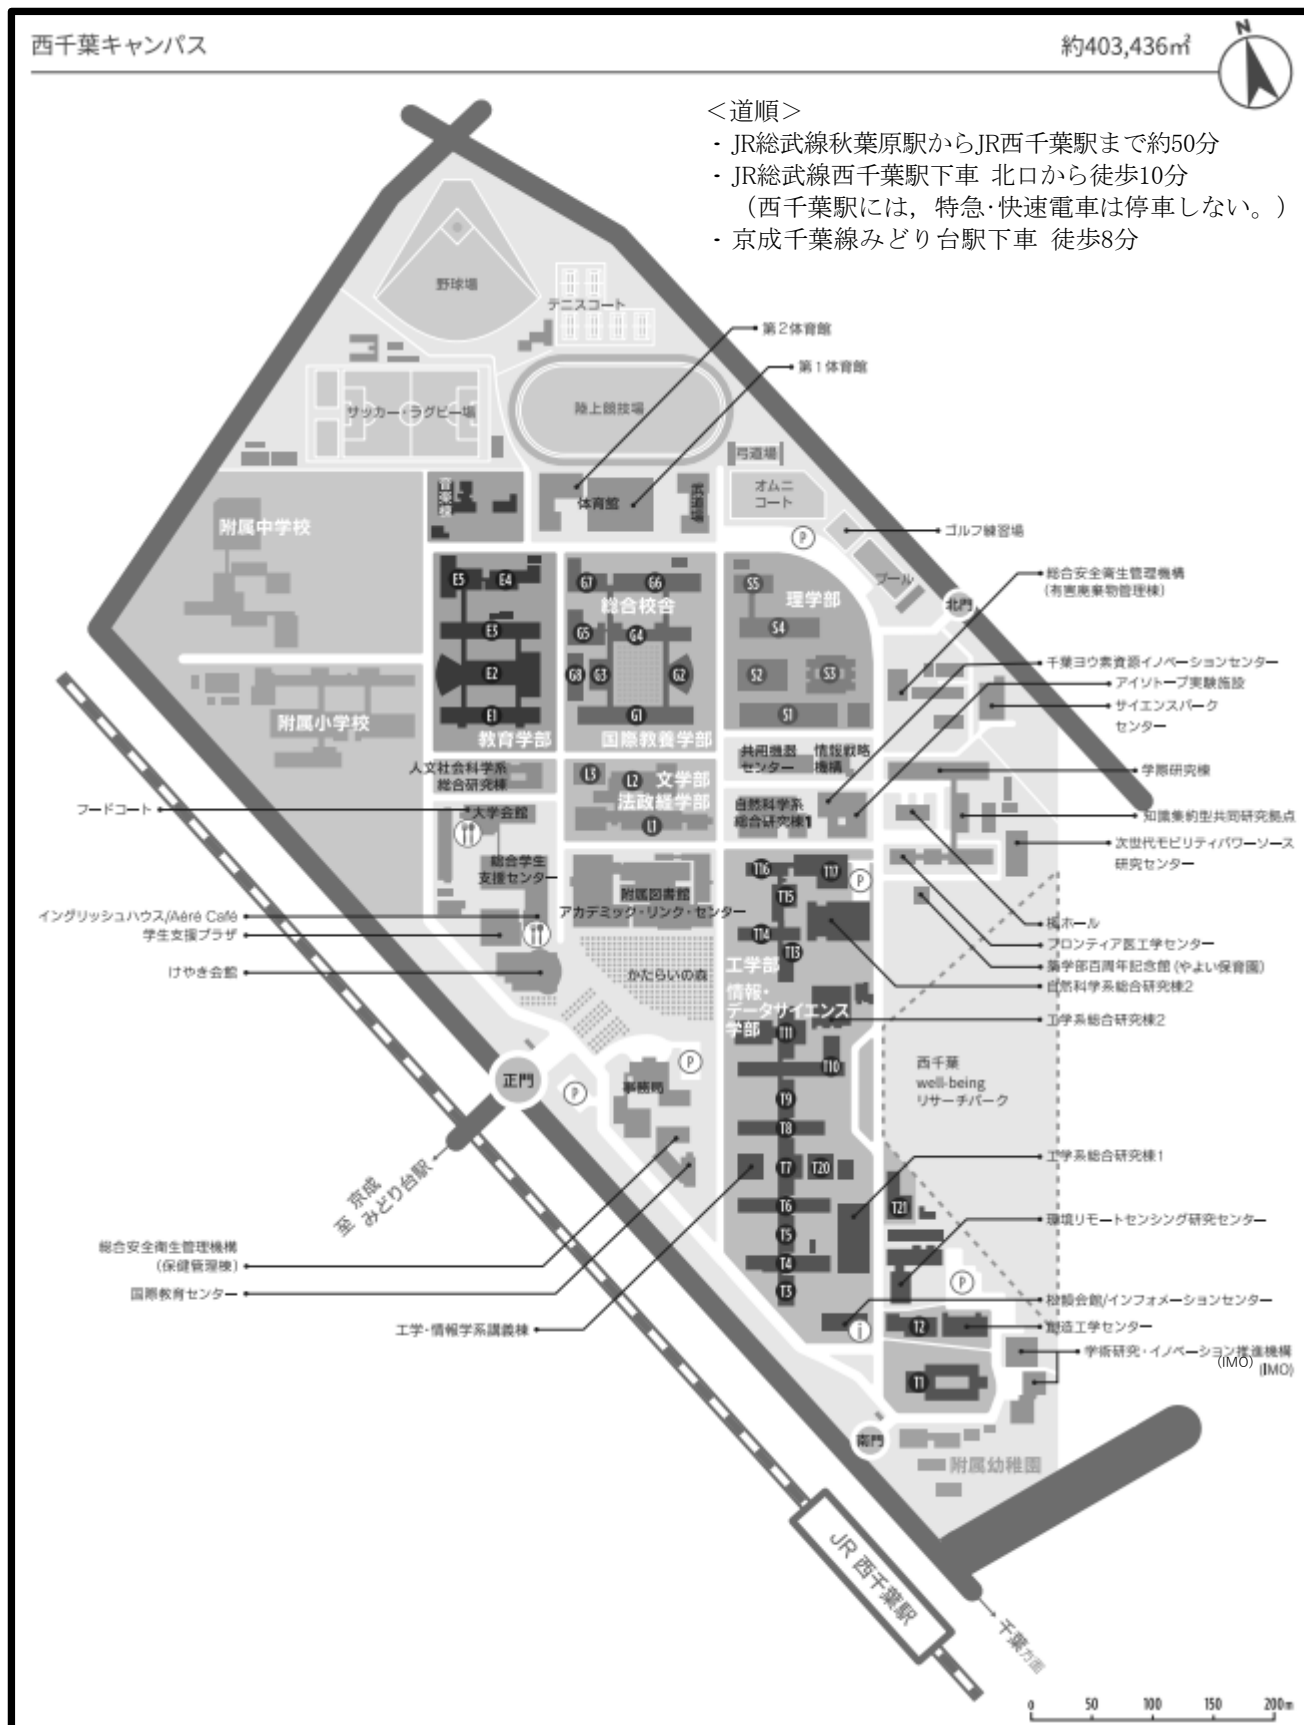 西千葉キャンパス
約403,436㎡
N
＜道順＞
・JR総武線秋葉原駅からJR西千葉駅まで約50分
・JR総武線西千葉駅下車 北口から徒歩10分
（西千葉駅には，特急・快速電車は停車しない。）
・京成千葉線みどり台駅下車 徒歩8分
野球場
テニスコート
第2体育館
第1体育館
サッカー・ラグビー場
陸上競技場
弓道場
オムニ
コート
音楽棟
体育館
武道場
附属中学校
P
ゴルフ練習場
プール
北門
総合安全衛生管理機構
(有害廃棄物管理棟)
E5
E4
G7
G6
S5
総合校舎
理学部
E3
G5
G4
S4
E2
G8
G3
G2
S2
S3
千葉ヨウ素資源イノベーションセンター
アイソトープ実験施設
サイエンスパーク
センター
附属小学校
E1
G1
S1
教育学部
国際教養学部
人文社会科学系
総合研究棟
L3
L2
文学部
法政経学部
L1
共用機器
センター
情報戦略
機構
学際研究棟
フードコート
大学会館
自然科学系
総合研究棟1
知識集約型共同研究拠点
次世代モビリティパワーソース
研究センター
総合学生
支援センター
附属図書館
アカデミック・リンク・センター
T16
T17
P
T15
イングリッシュハウス/Aéré Café
学生支援プラザ
けやき会館
T14
T13
工学部
情報・
データサイエンス
学部
かたらいの森
楓ホール
フロンティア医工学センター
薬学部百周年記念館(やよい保育園)
自然科学系総合研究棟2
工学系総合研究棟2
T11
T10
西千葉
well-being
リサーチパーク
正門
P
P
事務局
T9
T8
T7
T20
工学系総合研究棟1
至 京成
みどり台駅
T6
T21
T5
環境リモートセンシング研究センター
総合安全衛生管理機構
(保健管理棟)
T4
国際教育センター
T3
P
工学・情報学系講義棟
松韻会館/インフォメーションセンター
i
T2
創造工学センター
学術研究・イノベーション推進機構
(IMO)
(IMO)
T1
南門
附属幼稚園
JR 西千葉駅
千葉方面
0
50
100
150
200m